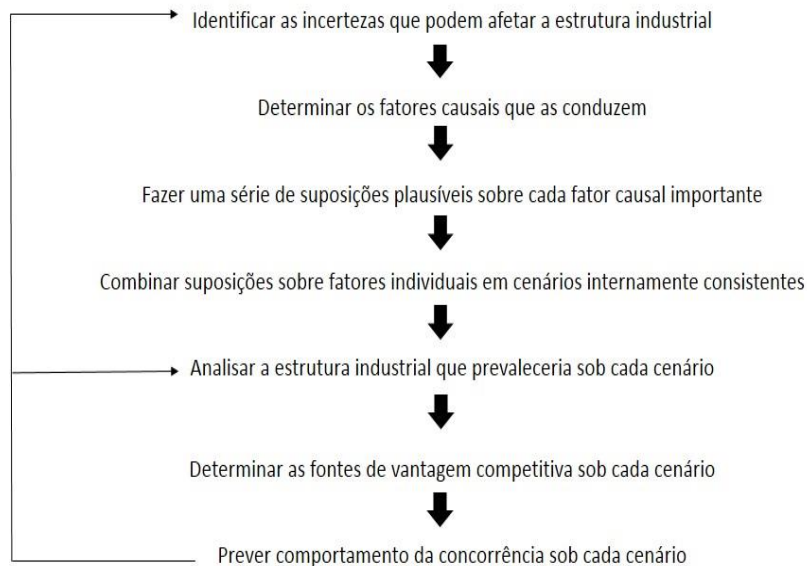 Identificar as incertezas que podem afetar a estrutura industrial
Determinar os fatores causais que as conduzem
Fazer uma série de suposições plausíveis sobre cada fator causal importante
Combinar suposições sobre fatores individuais em cenários internamente consistentes
Analisar a estrutura industrial que prevaleceria sob cada cenário
Determinar as fontes de vantagem competitiva sob cada cenário
Prever comportamento da concorrência sob cada cenário